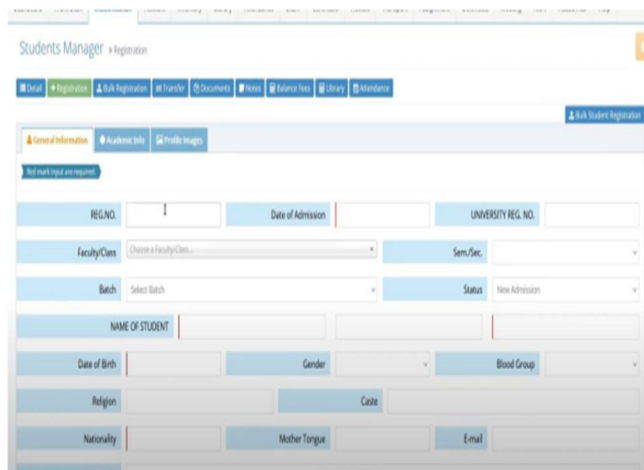 Students Manager » Registration
Detail Registration Bulk Registration Transfer Documents Notes Balance Fees Library Attendance
Bulk Student Registration
General Information Academic Info Profile Images
Red mark input are required.
REG.NO. Date of Admission UNIVERSITY REG. NO.
Faculty/Class Choose a Faculty/Class... Sem./Sec.
Batch Select Batch Status New Admission
NAME OF STUDENT
Date of Birth Gender Blood Group
Religion Caste
Nationality Mother Tongue E-mail